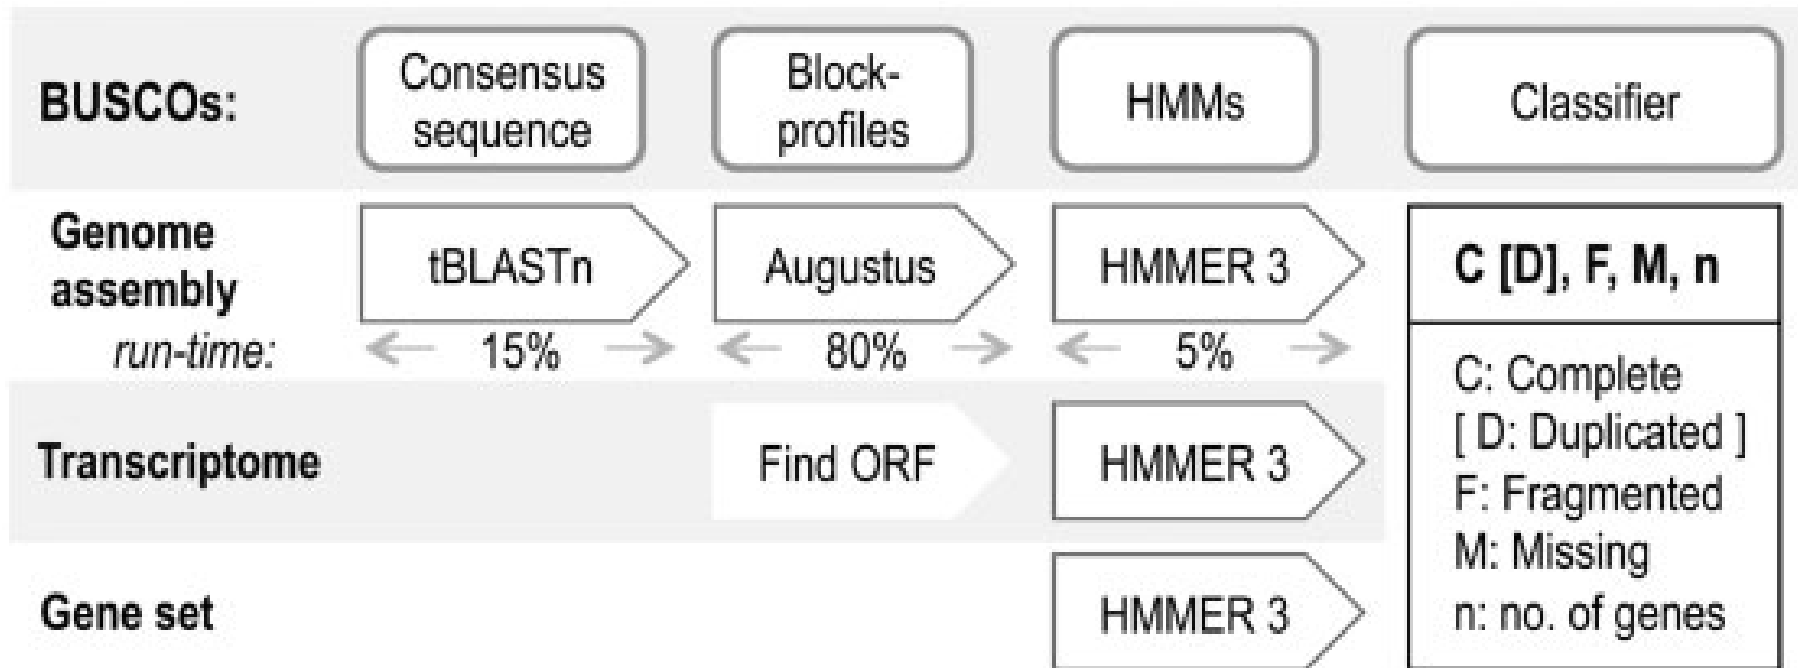 BUSCOs:
Consensus
sequence
Block-
profiles
HMMs
Classifier
Genome
assembly
tBLASTn
Augustus
HMMER 3
C [D], F, M, n
run-time:
15%
80%
5%
Transcriptome
Find ORF
HMMER 3
Gene set
HMMER 3
C: Complete
[ D: Duplicated ]
F: Fragmented
M: Missing
n: no. of genes